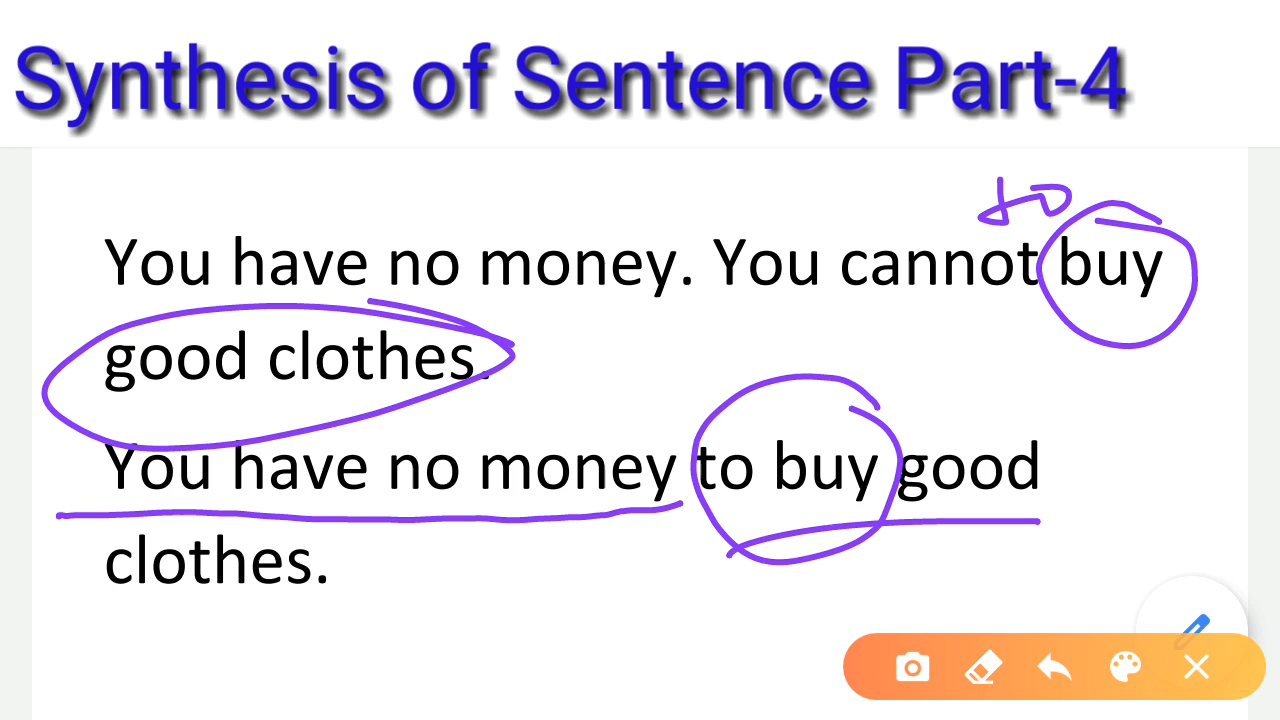 Synthesis of Sentence Part-4
to
You have no money. You cannot buy
good clothes.
You have no money to buy good
clothes.